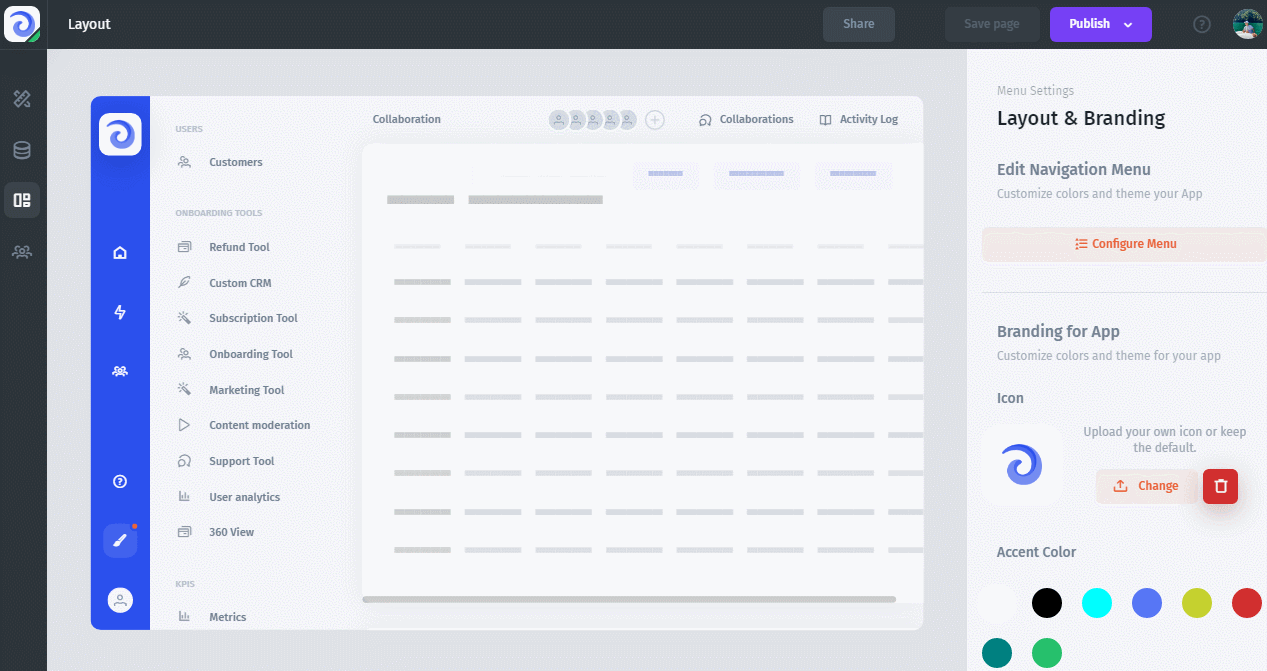 Layout
Share
Save page
Publish
USERS
Customers
ONBOARDING TOOLS
Refund Tool
Custom CRM
Subscription Tool
Onboarding Tool
Marketing Tool
Content moderation
Support Tool
User analytics
360 View
KPIS
Metrics
Collaboration
Collaborations
Activity Log
Menu Settings
Layout & Branding
Edit Navigation Menu
Customize colors and theme your App
Configure Menu
Branding for App
Customize colors and theme for your app
Icon
Upload your own icon or keep
the default.
Change
Accent Color